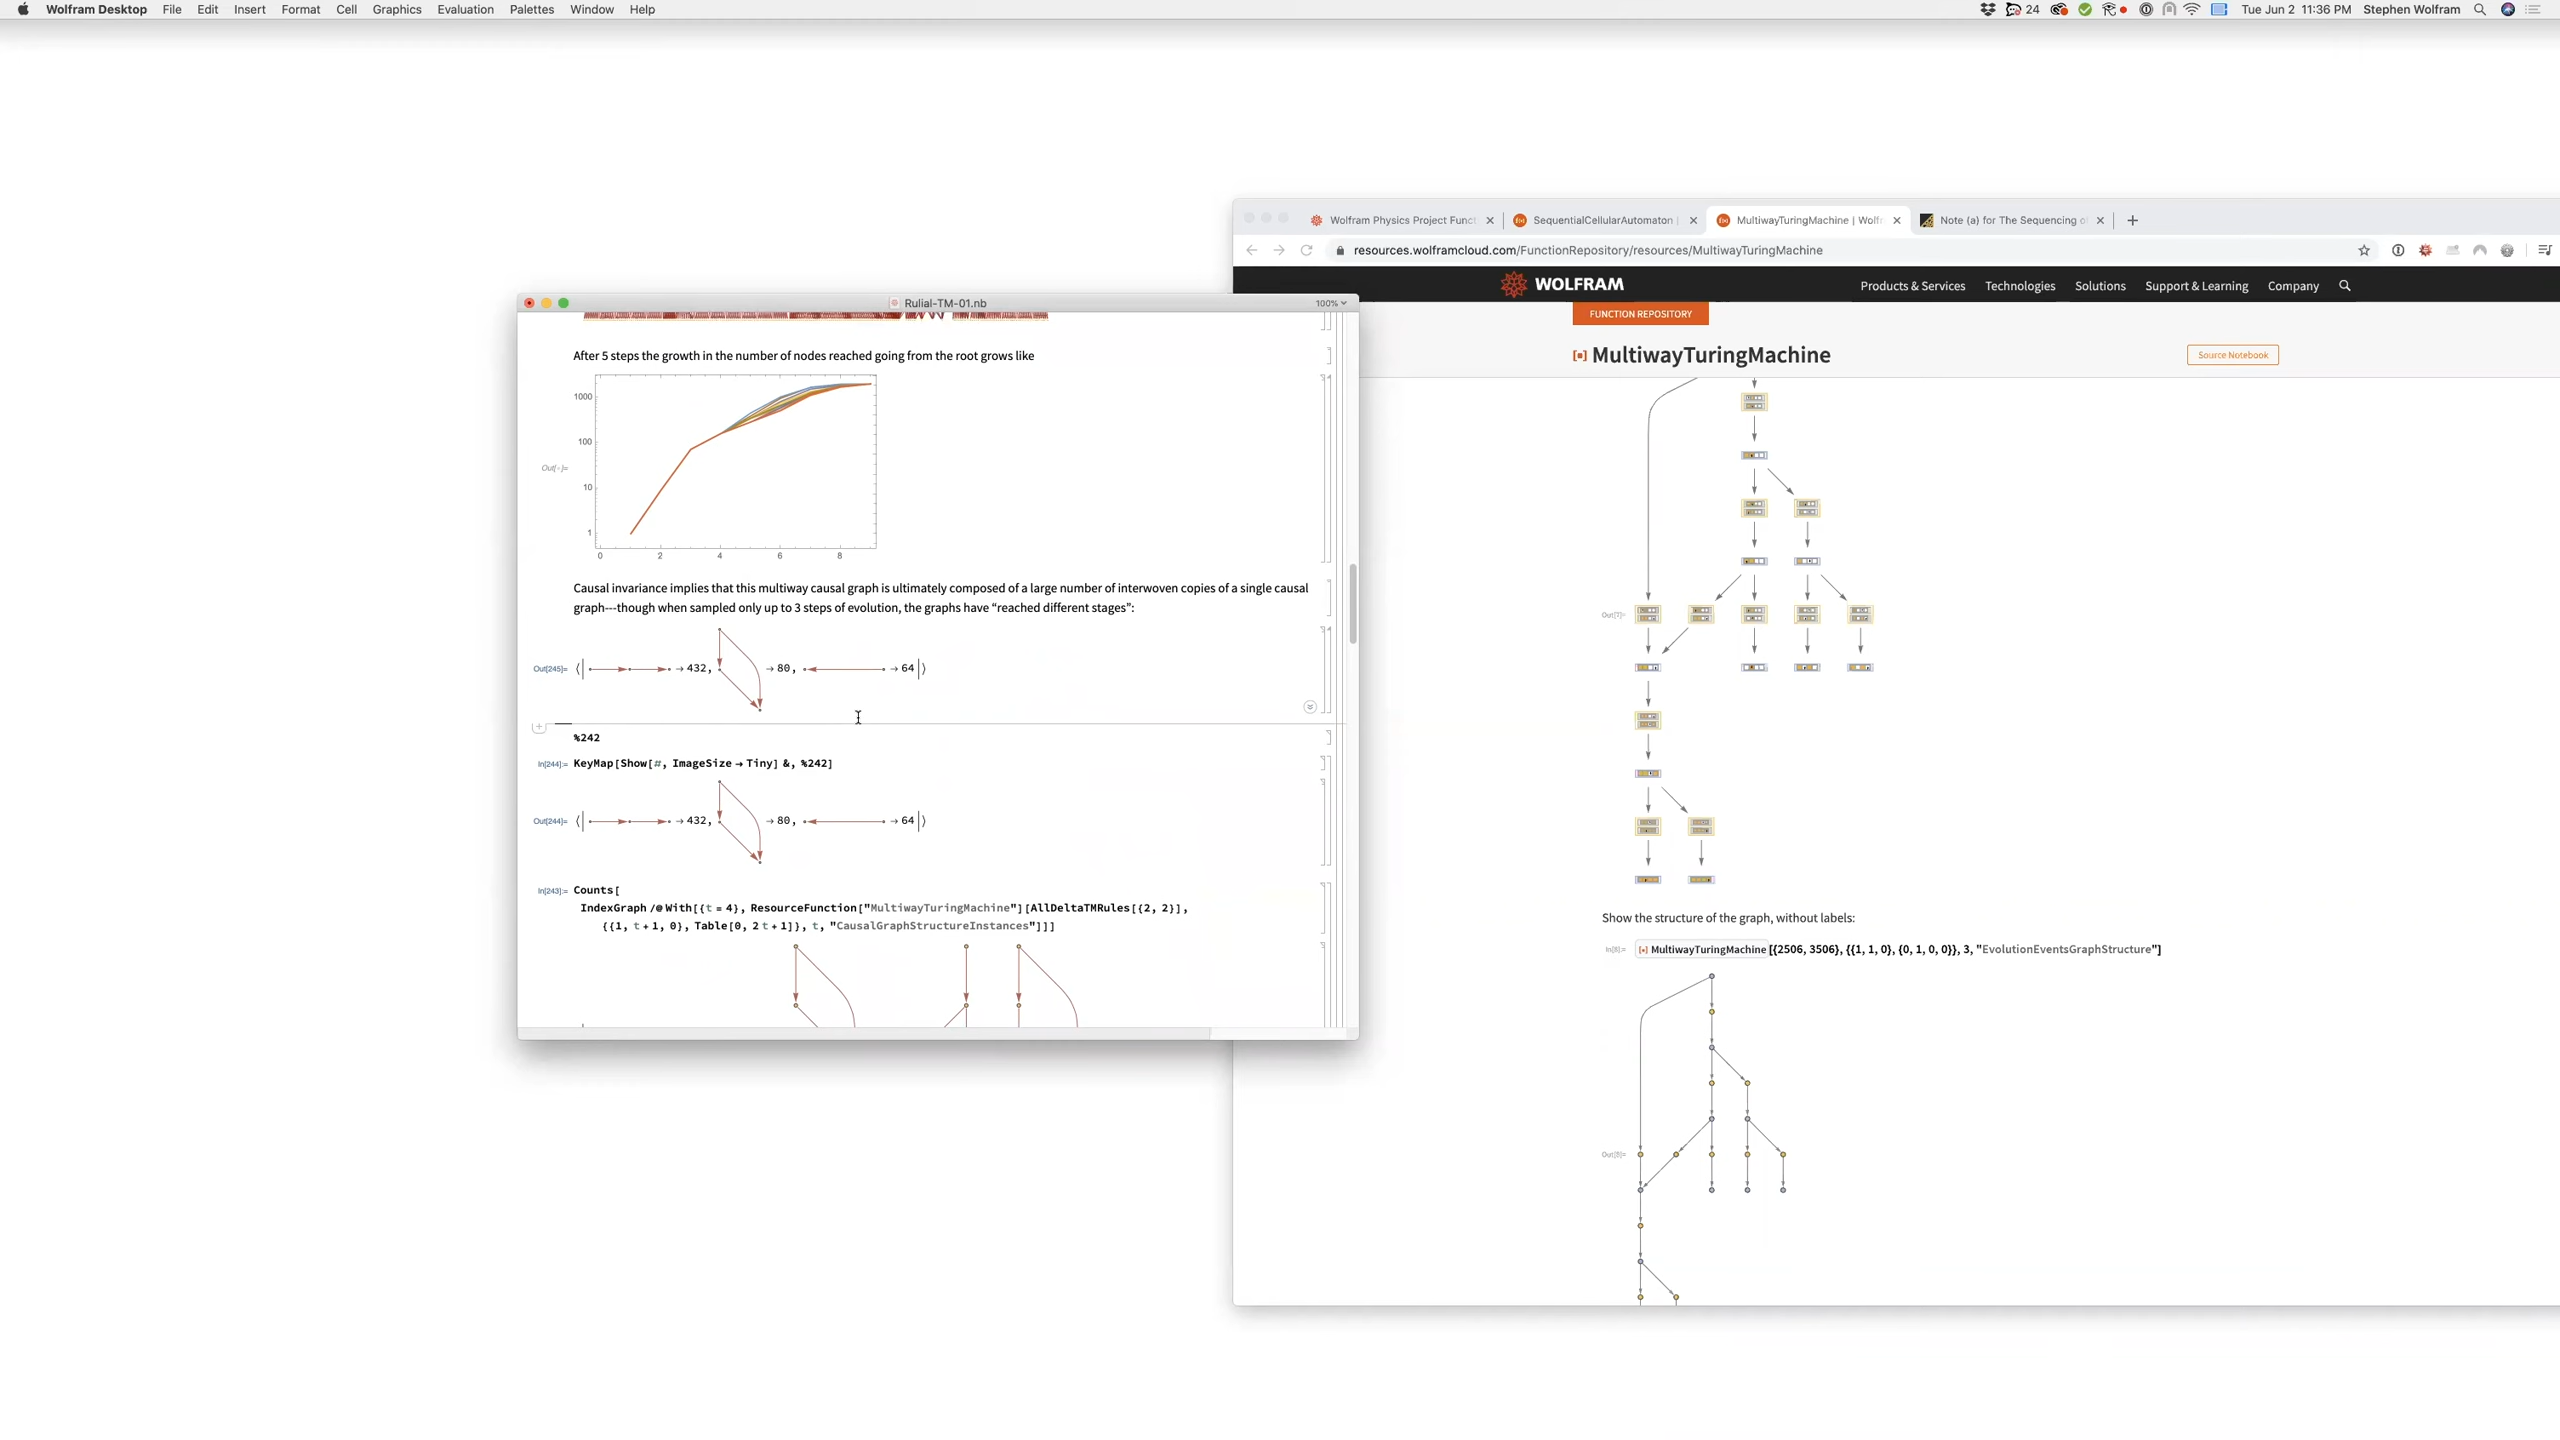 Wolfram Desktop File Edit Insert Format Cell Graphics Evaluation Palettes Window Help
24 Tue Jun 2 11:36 PM Stephen Wolfram
Rulial-TM-01.nb
100%
After 5 steps the growth in the number of nodes reached going from the root grows like
1000
100
10
1
Out[•]=
0 2 4 6 8
Causal invariance implies that this multiway causal graph is ultimately composed of a large number of interwoven copies of a single causal
graph---though when sampled only up to 3 steps of evolution, the graphs have “reached different stages”:
Out[245]= ⟨| → 432, → 80, → 64 |⟩
%242
In[244]:= KeyMap[Show[#, ImageSize → Tiny] &, %242]
Out[244]= ⟨| → 432, → 80, → 64 |⟩
In[243]:= Counts[
IndexGraph /@ With[{t = 4}, ResourceFunction["MultiwayTuringMachine"][AllDeltaTMRules[{2, 2}],
{{1, t + 1, 0}, Table[0, 2 t + 1]}, t, "CausalGraphStructureInstances"]]]
Wolfram Physics Project Funct
SequentialCellularAutomaton |
MultiwayTuringMachine | Wolf
Note (a) for The Sequencing o
resources.wolframcloud.com/FunctionRepository/resources/MultiwayTuringMachine
WOLFRAM
Products & Services Technologies Solutions Support & Learning Company
FUNCTION REPOSITORY
MultiwayTuringMachine
Source Notebook
Out[7]=
Show the structure of the graph, without labels:
In[8]:= MultiwayTuringMachine [{2506, 3506}, {{1, 1, 0}, {0, 1, 0, 0}}, 3, "EvolutionEventsGraphStructure"]